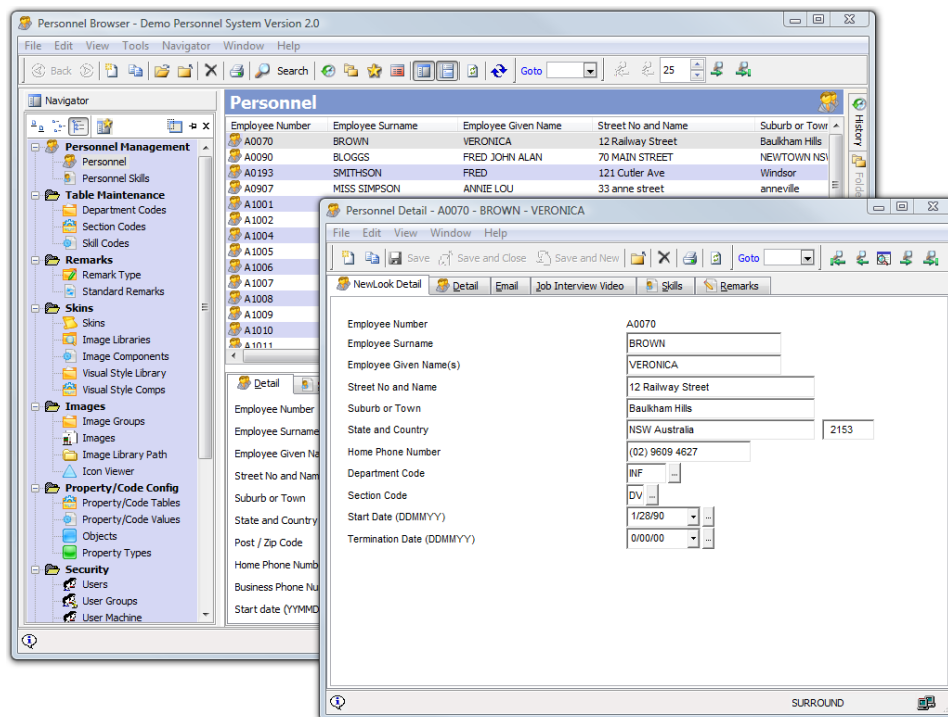 Personnel Browser - Demo Personnel System Version 2.0
File Edit View Tools Navigator Window Help
Back Search Goto 25
Navigator
Personnel Management
Personnel
Personnel Skills
Table Maintenance
Department Codes
Section Codes
Skill Codes
Remarks
Remark Type
Standard Remarks
Skins
Skins
Image Libraries
Image Components
Visual Style Library
Visual Style Comps
Images
Image Groups
Images
Image Library Path
Icon Viewer
Property/Code Config
Property/Code Tables
Property/Code Values
Objects
Property Types
Security
Users
User Groups
User Machine
Personnel
Employee Number Employee Surname Employee Given Name Street No and Name Suburb or Town
A0070 BROWN VERONICA 12 Railway Street Baulkham Hills
A0090 BLOGGS FRED JOHN ALAN 70 MAIN STREET NEWTOWN NSW
A0193 SMITHSON FRED 121 Cutler Ave Windsor
A0907 MISS SIMPSON ANNIE LOU 33 anne street anneville
A1001
A1002
A1004
A1005
A1006
A1007
A1008
A1009
A1010
A1011
History
Detail
Employee Number
Employee Surname
Employee Given Na
Street No and Nam
Suburb or Town
State and Country
Post / Zip Code
Home Phone Numb
Business Phone Nu
Start date (YYMMD
Personnel Detail - A0070 - BROWN - VERONICA
File Edit View Window Help
Save Save and Close Save and New Goto
NewLook Detail Detail Email Job Interview Video Skills Remarks
Employee Number A0070
Employee Surname BROWN
Employee Given Name(s) VERONICA
Street No and Name 12 Railway Street
Suburb or Town Baulkham Hills
State and Country NSW Australia 2153
Home Phone Number (02) 9609 4627
Department Code INF ...
Section Code DV ...
Start Date (DDMMYY) 1/28/90 ...
Termination Date (DDMMYY) 0/00/00 ...
SURROUND